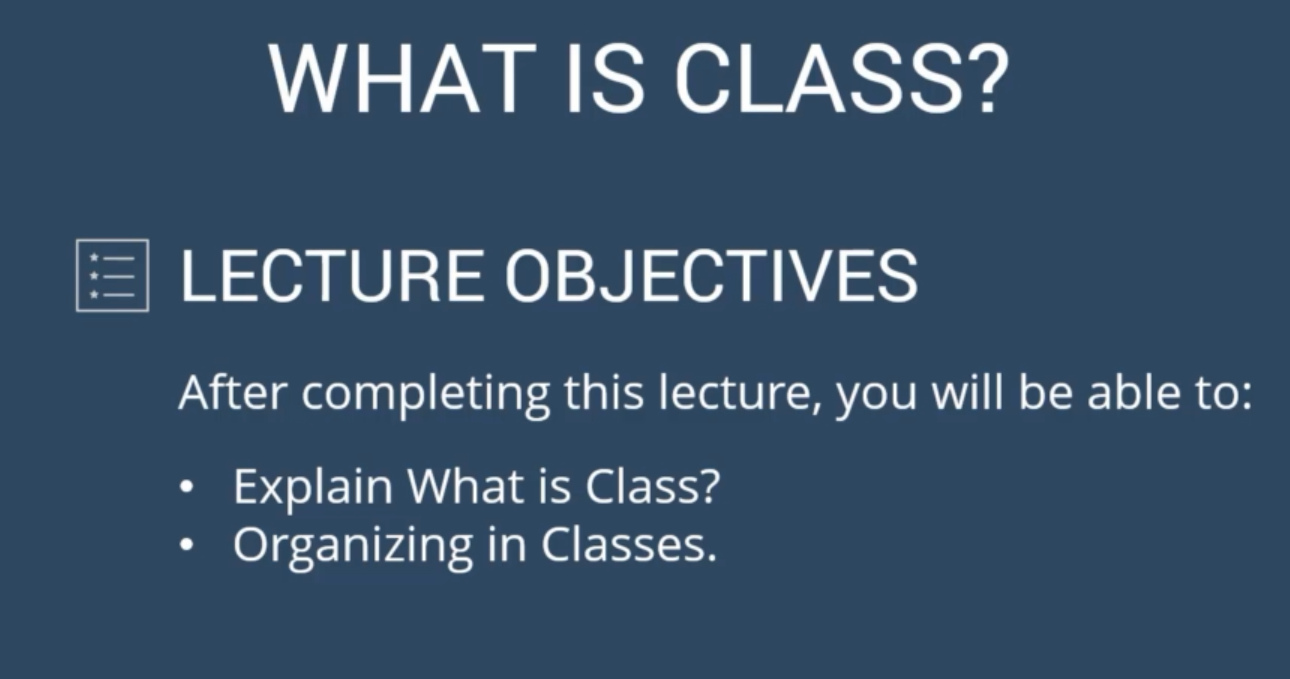 WHAT IS CLASS?
LECTURE OBJECTIVES
After completing this lecture, you will be able to:
• Explain What is Class?
• Organizing in Classes.